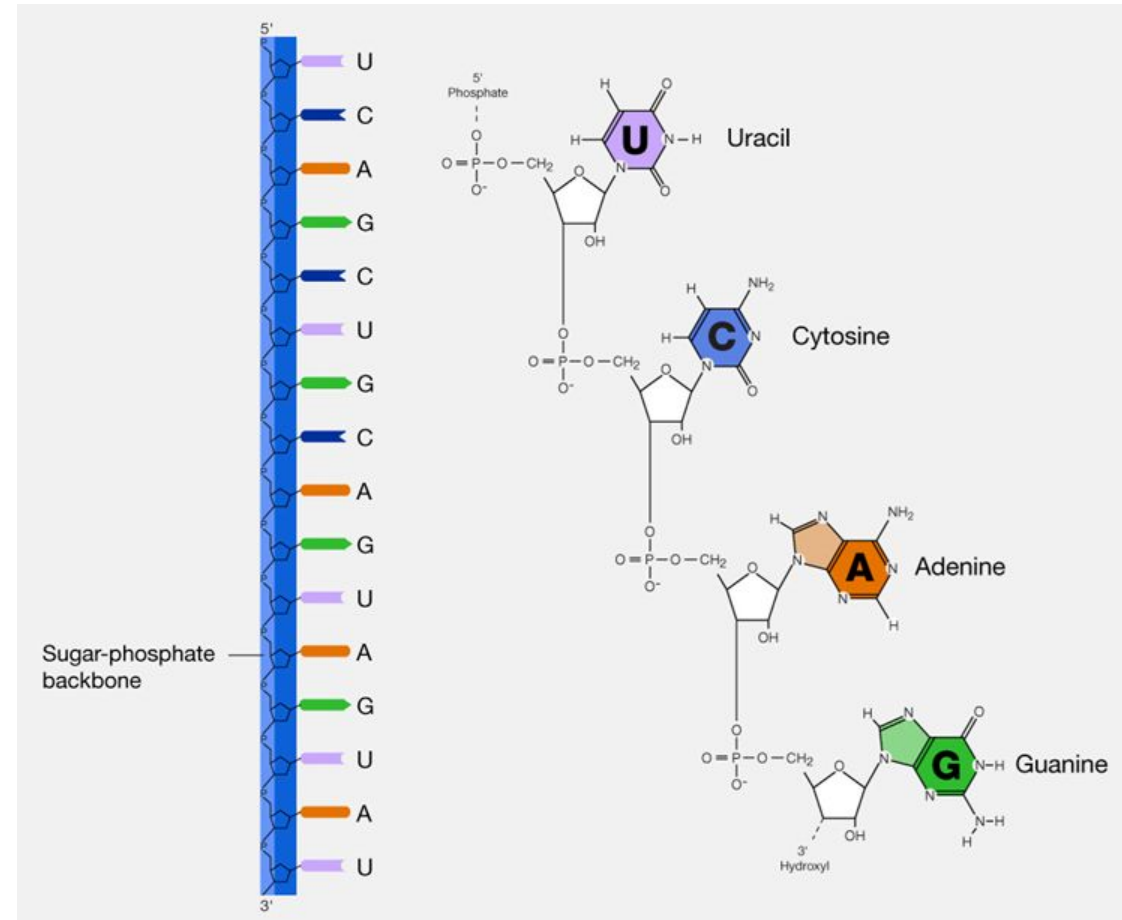 5'
U
C
A
G
C
U
G
C
A
G
U
A
G
U
A
U
3'
Sugar-phosphate
backbone
5'
Phosphate
O
O=P-O-CH₂
O⁻
O
OH
H
O
H
U
N-H
N
O
Uracil
O
O=P-O-CH₂
O⁻
O
OH
H
NH₂
H
C
N
N
O
Cytosine
O
O=P-O-CH₂
O⁻
O
OH
H
N
NH₂
N
A
N
N
H
Adenine
O
O=P-O-CH₂
O⁻
O
OH
3'
Hydroxyl
H
N
O
N
G
N-H
N
N-H
H
Guanine